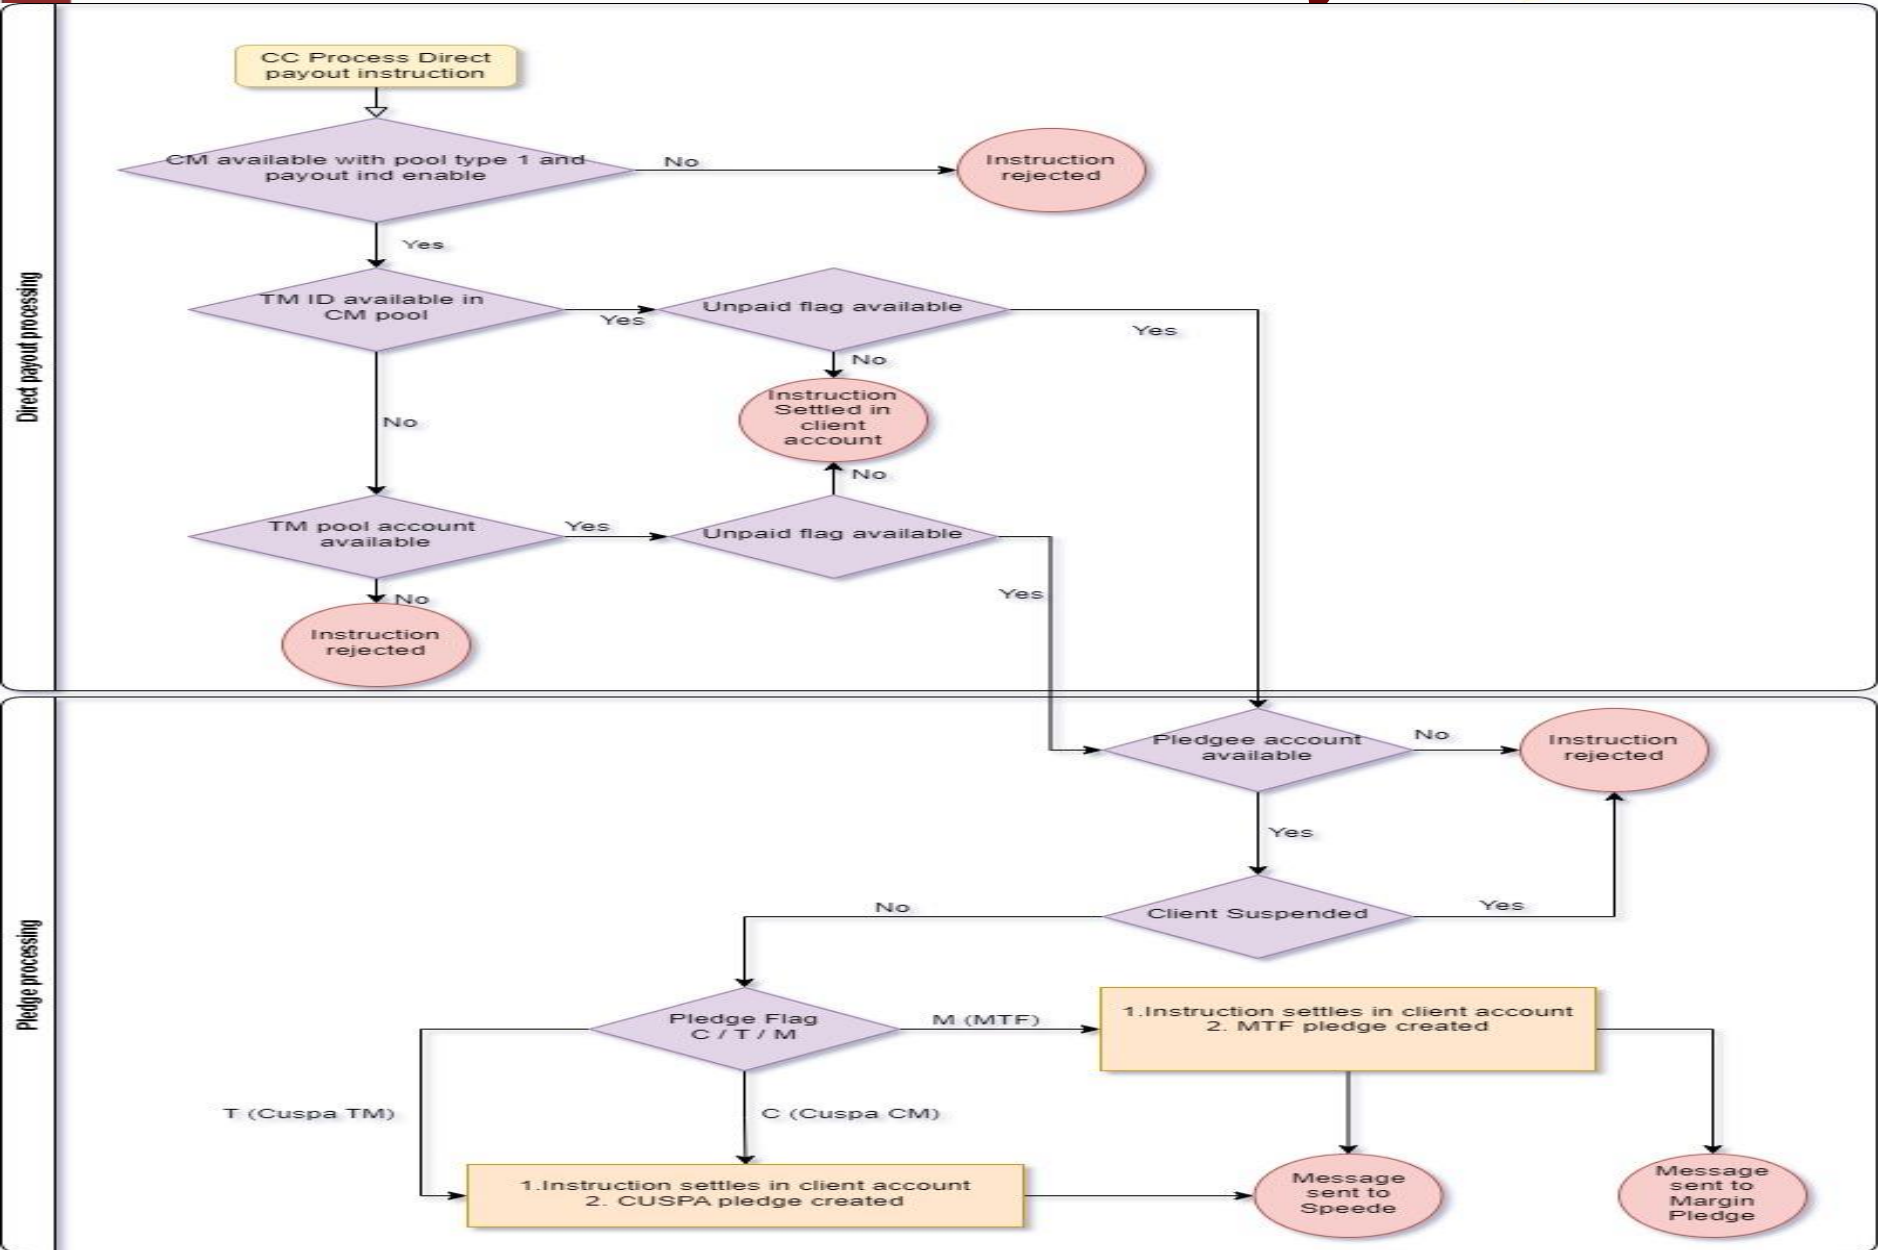 CC Process Direct
payout instruction
CM available with pool type 1 and
payout ind enable
No
Instruction
rejected
Yes
TM ID available in
CM pool
Yes
Unpaid flag available
Yes
No
Instruction
Settled in
client
account
No
No
TM pool account
available
Yes
Unpaid flag available
Yes
No
Instruction
rejected
Direct payout processing
Pledgee account
available
No
Instruction
rejected
Yes
Client Suspended
Yes
No
Pledge Flag
C / T / M
M (MTF)
1.Instruction settles in client account
2. MTF pledge created
T (Cuspa TM)
C (Cuspa CM)
1.Instruction settles in client account
2. CUSPA pledge created
Message
sent to
Speede
Message
sent to
Margin
Pledge
Pledge processing